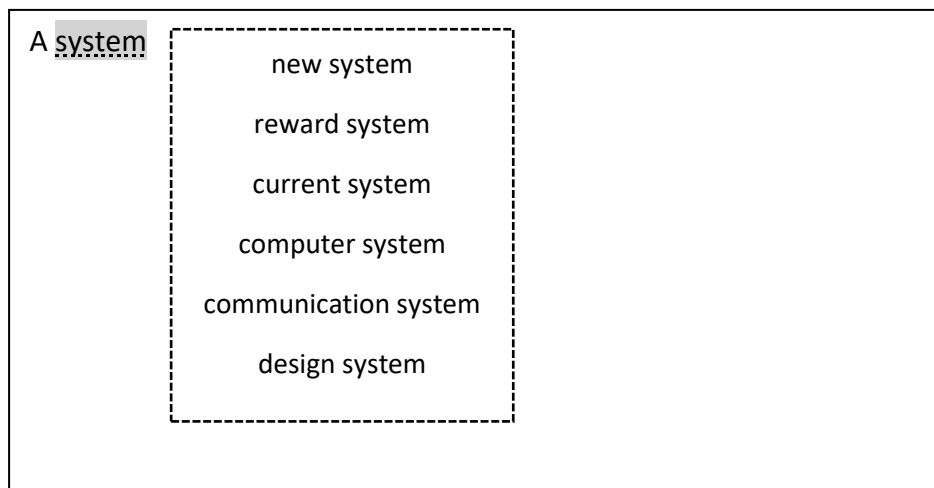 A system
new system
reward system
current system
computer system
communication system
design system